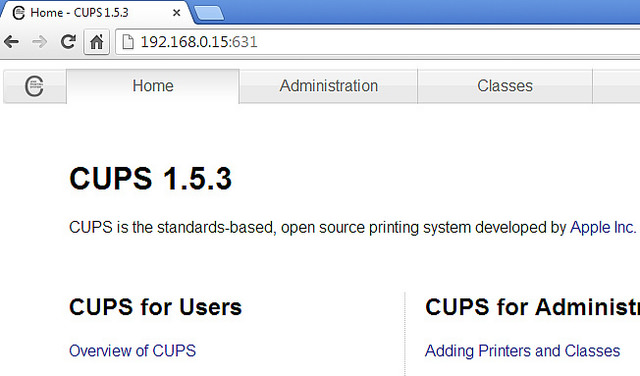 Home - CUPS 1.5.3
192.168.0.15:631
Home Administration Classes
CUPS 1.5.3
CUPS is the standards-based, open source printing system developed by Apple Inc.
CUPS for Users CUPS for Administr
Overview of CUPS Adding Printers and Classes